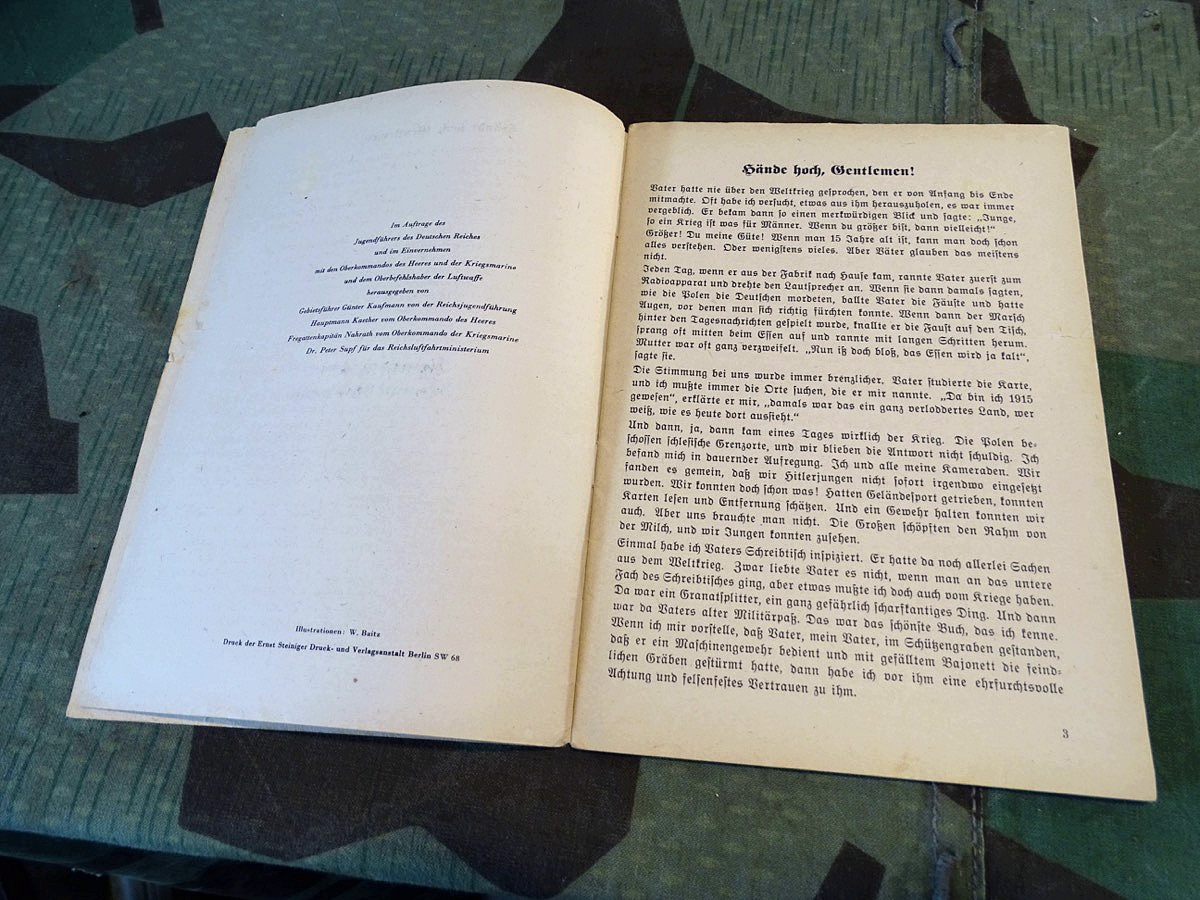 Im Auftrage des
Jugendführers des Deutschen Reiches
und im Einvernehmen
mit den Oberkommandos des Heeres und der Kriegsmarine
und dem Oberbefehlshaber der Luftwaffe
herausgegeben von
Gebietsführer Günter Kaufmann von der Reichsjugendführung
Hauptmann Kaether vom Oberkommando des Heeres
Fregattenkapitän Nahrath vom Oberkommando der Kriegsmarine
Dr. Peter Supf für das Reichsluftfahrtministerium
Illustrationen: W. Baitz
Druck der Ernst Steiniger Druck- und Verlagsanstalt Berlin SW 68
Hände hoch, Gentlemen!
Vater hatte nie über den Weltkrieg gesprochen, den er von Anfang bis Ende
mitmachte. Oft habe ich versucht, etwas aus ihm herauszuholen, es war immer
vergeblich. Er bekam dann so einen merkwürdigen Blick und sagte: „Junge,
so ein Krieg ist was für Männer. Wenn du größer bist, dann vielleicht!“
Größer! Du meine Güte! Wenn man 15 Jahre alt ist, kann man doch schon
alles verstehen. Oder wenigstens vieles. Aber Väter glauben das meistens
nicht.
Jeden Tag, wenn er aus der Fabrik nach Hause kam, rannte Vater zuerst zum
Radioapparat und drehte den Lautsprecher an. Wenn sie dann damals sagten,
wie die Polen die Deutschen mordeten, ballte Vater die Fäuste und hatte
Augen, vor denen man sich richtig fürchten konnte. Wenn dann der Marsch
hinter den Tagesnachrichten gespielt wurde, knallte er die Faust auf den Tisch,
sprang oft mitten beim Essen auf und rannte mit langen Schritten herum.
Mutter war oft ganz verzweifelt. „Nun iß doch bloß, das Essen wird ja kalt“,
sagte sie.
Die Stimmung bei uns wurde immer brenzlicher. Vater studierte die Karte,
und ich mußte immer die Orte suchen, die er mir nannte. „Da bin ich 1915
gewesen“, erklärte er mir, „damals war das ein ganz verloddertes Land, wer
weiß, wie es heute dort aussieht.“
Und dann, ja, dann kam eines Tages wirklich der Krieg. Die Polen be-
schossen schlesische Grenzorte, und wir blieben die Antwort nicht schuldig. Ich
befand mich in dauernder Aufregung. Ich und alle meine Kameraden. Wir
fanden es gemein, daß wir Hitlerjungen nicht sofort irgendwo eingesetzt
wurden. Wir konnten doch schon was! Hatten Geländesport getrieben, konnten
Karten lesen und Entfernung schätzen. Und ein Gewehr halten konnten wir
auch. Aber uns brauchte man nicht. Die Großen schöpften den Rahm von
der Milch, und wir Jungen konnten zusehen.
Einmal habe ich Vaters Schreibtisch inspiziert. Er hatte da noch allerlei Sachen
aus dem Weltkrieg. Zwar liebte Vater es nicht, wenn man an das untere
Fach des Schreibtisches ging, aber etwas mußte ich doch auch vom Kriege haben.
Da war ein Granatsplitter, ein ganz gefährlich scharfkantiges Ding. Und dann
war da Vaters alter Militärpaß. Das war das schönste Buch, das ich kenne.
Wenn ich mir vorstelle, daß Vater, mein Vater, im Schützengraben gestanden,
daß er ein Maschinengewehr bedient und mit gefälltem Bajonett die feind-
lichen Gräben gestürmt hatte, dann habe ich vor ihm eine ehrfurchtsvolle
Achtung und felsenfestes Vertrauen zu ihm.
3